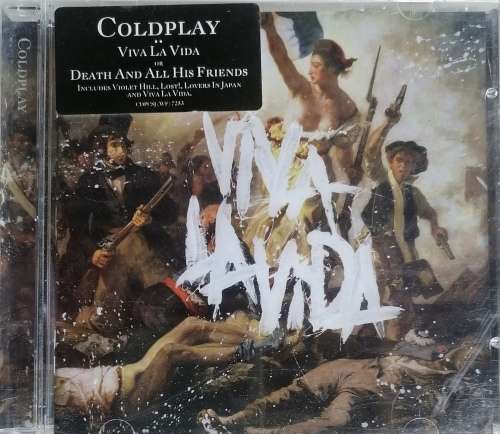 COLDPLAY
COLDPLAY
VIVA LA VIDA
OR
DEATH AND ALL HIS FRIENDS
INCLUDES VIOLET HILL, LOST!, LOVERS IN JAPAN
AND VIVA LA VIDA.
VIVA
LA VIDA